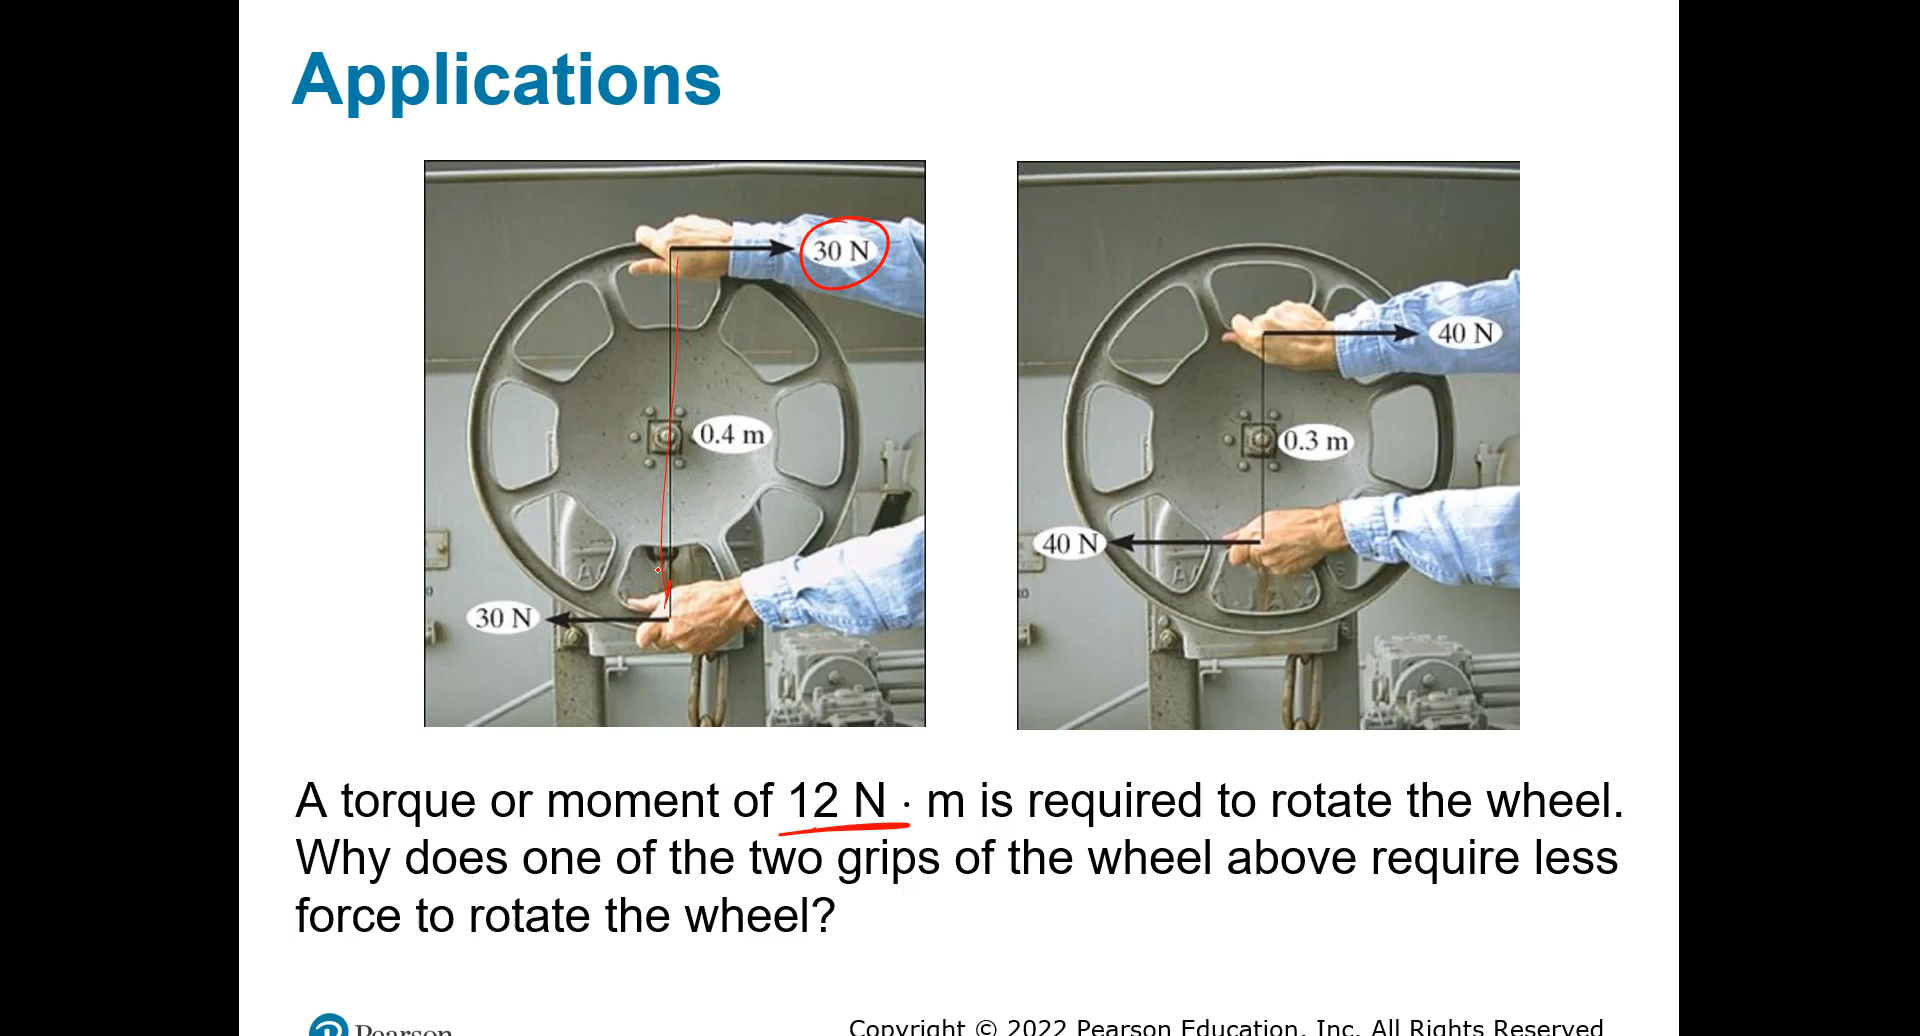 Applications
30 N
0.4 m
30 N
40 N
0.3 m
40 N
A torque or moment of 12 N · m is required to rotate the wheel.
Why does one of the two grips of the wheel above require less
force to rotate the wheel?
Pearson
Copyright © 2022 Pearson Education, Inc. All Rights Reserved